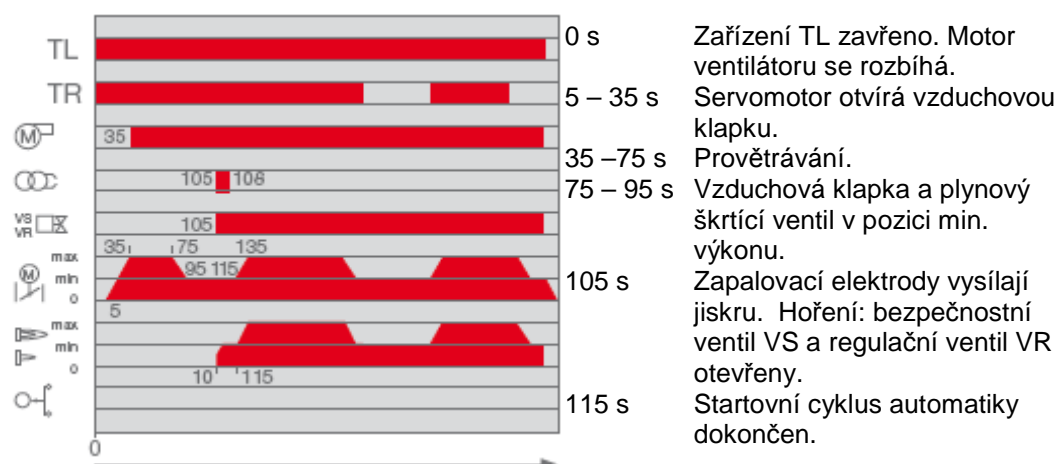 TL
TR
35
105 108
VS
VR
105
35 75 135
max
95 115
M
min
0
5
max
min
0
10 115
0
0 s Zařízení TL zavřeno. Motor
ventilátoru se rozbíhá.
5 – 35 s Servomotor otvírá vzduchovou
klapku.
35 –75 s Provětrávání.
75 – 95 s Vzduchová klapka a plynový
škrtící ventil v pozici min.
výkonu.
105 s Zapalovací elektrody vysílají
jiskru. Hoření: bezpečnostní
ventil VS a regulační ventil VR
otevřeny.
115 s Startovní cyklus automatiky
dokončen.